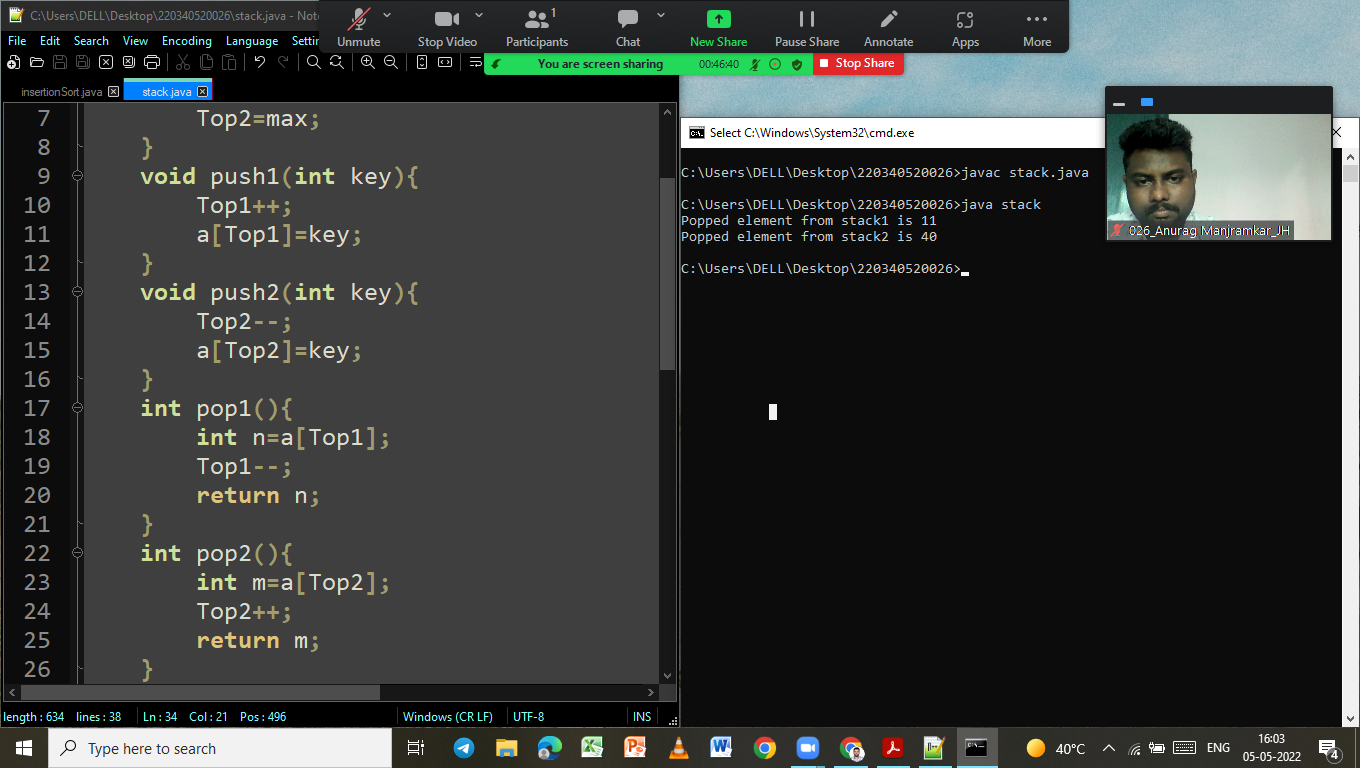 C:\Users\DELL\Desktop\220340520026\stack.java - Note
Unmute
Stop Video
1
Participants
Chat
New Share
Pause Share
Annotate
Apps
More
File Edit Search View Encoding Language Settin
You are screen sharing 00:46:40 Stop Share
insertionSort.java stack.java
7 Top2=max;
8 }
9 void push1(int key){
10 Top1++;
11 a[Top1]=key;
12 }
13 void push2(int key){
14 Top2--;
15 a[Top2]=key;
16 }
17 int pop1(){
18 int n=a[Top1];
19 Top1--;
20 return n;
21 }
22 int pop2(){
23 int m=a[Top2];
24 Top2++;
25 return m;
26 }
length : 634 lines : 38 Ln : 34 Col : 21 Pos : 496 Windows (CR LF) UTF-8 INS
Select C:\Windows\System32\cmd.exe
C:\Users\DELL\Desktop\220340520026>javac stack.java
C:\Users\DELL\Desktop\220340520026>java stack
Popped element from stack1 is 11
Popped element from stack2 is 40
C:\Users\DELL\Desktop\220340520026>
026_Anurag Manjramkar_JH
Type here to search
40°C
ENG
16:03
05-05-2022
4